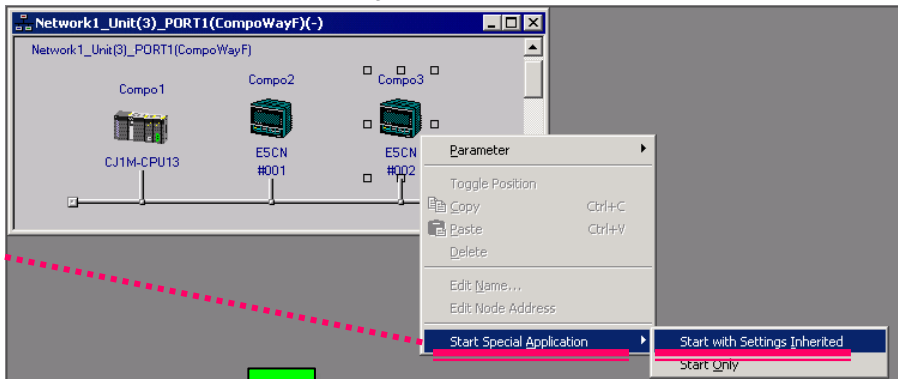 Network1_Unit(3)_PORT1(CompoWayF)(-)
Network1_Unit(3)_PORT1(CompoWayF)
Compo1
Compo2
Compo3
CJ1M-CPU13
E5CN
#001
E5CN
#002
Parameter
Toggle Position
Copy Ctrl+C
Paste Ctrl+V
Delete
Edit Name...
Edit Node Address
Start Special Application
Start with Settings Inherited
Start Only